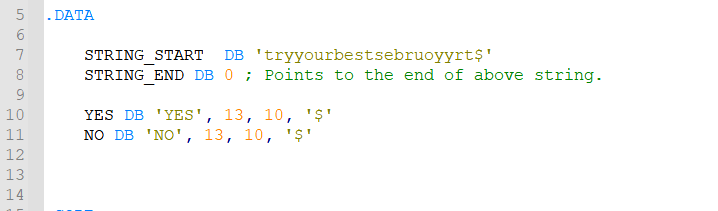 5 .DATA
6
7 STRING_START DB 'tryyourbestsebruoyyrt$'
8 STRING_END DB 0 ; Points to the end of above string.
9
10 YES DB 'YES', 13, 10, '$'
11 NO DB 'NO', 13, 10, '$'
12
13
14